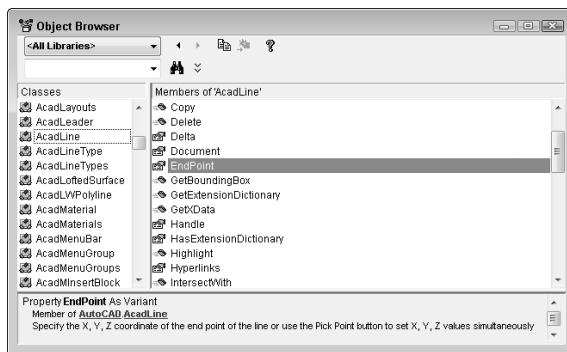 Object Browser
<All Libraries>
Classes
Members of 'AcadLine'
AcadLayouts
AcadLeader
AcadLine
AcadLineType
AcadLineTypes
AcadLoftedSurface
AcadLWPolyline
AcadMaterial
AcadMaterials
AcadMenuBar
AcadMenuGroup
AcadMenuGroups
AcadMInsertBlock
Copy
Delete
Delta
Document
EndPoint
GetBoundingBox
GetExtensionDictionary
GetXData
Handle
HasExtensionDictionary
Highlight
Hyperlinks
IntersectWith
Property EndPoint As Variant
Member of AutoCAD.AcadLine
Specify the X, Y, Z coordinate of the end point of the line or use the Pick Point button to set X, Y, Z values simultaneously